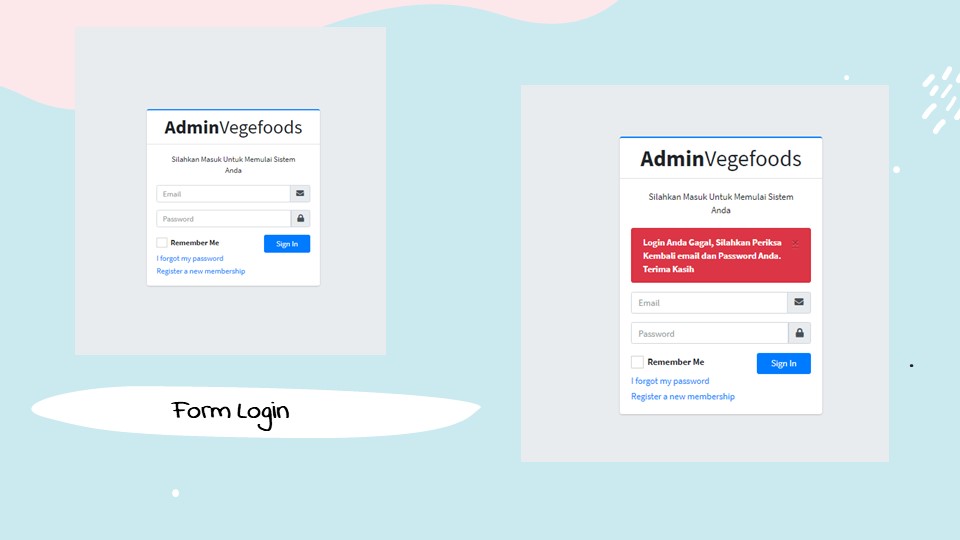 AdminVegefoods
Silahkan Masuk Untuk Memulai Sistem
Anda
Email
Password
Remember Me
Sign In
I forgot my password
Register a new membership
Form Login
AdminVegefoods
Silahkan Masuk Untuk Memulai Sistem
Anda
Login Anda Gagal, Silahkan Periksa
Kembali email dan Password Anda.
Terima Kasih
×
Email
Password
Remember Me
Sign In
I forgot my password
Register a new membership